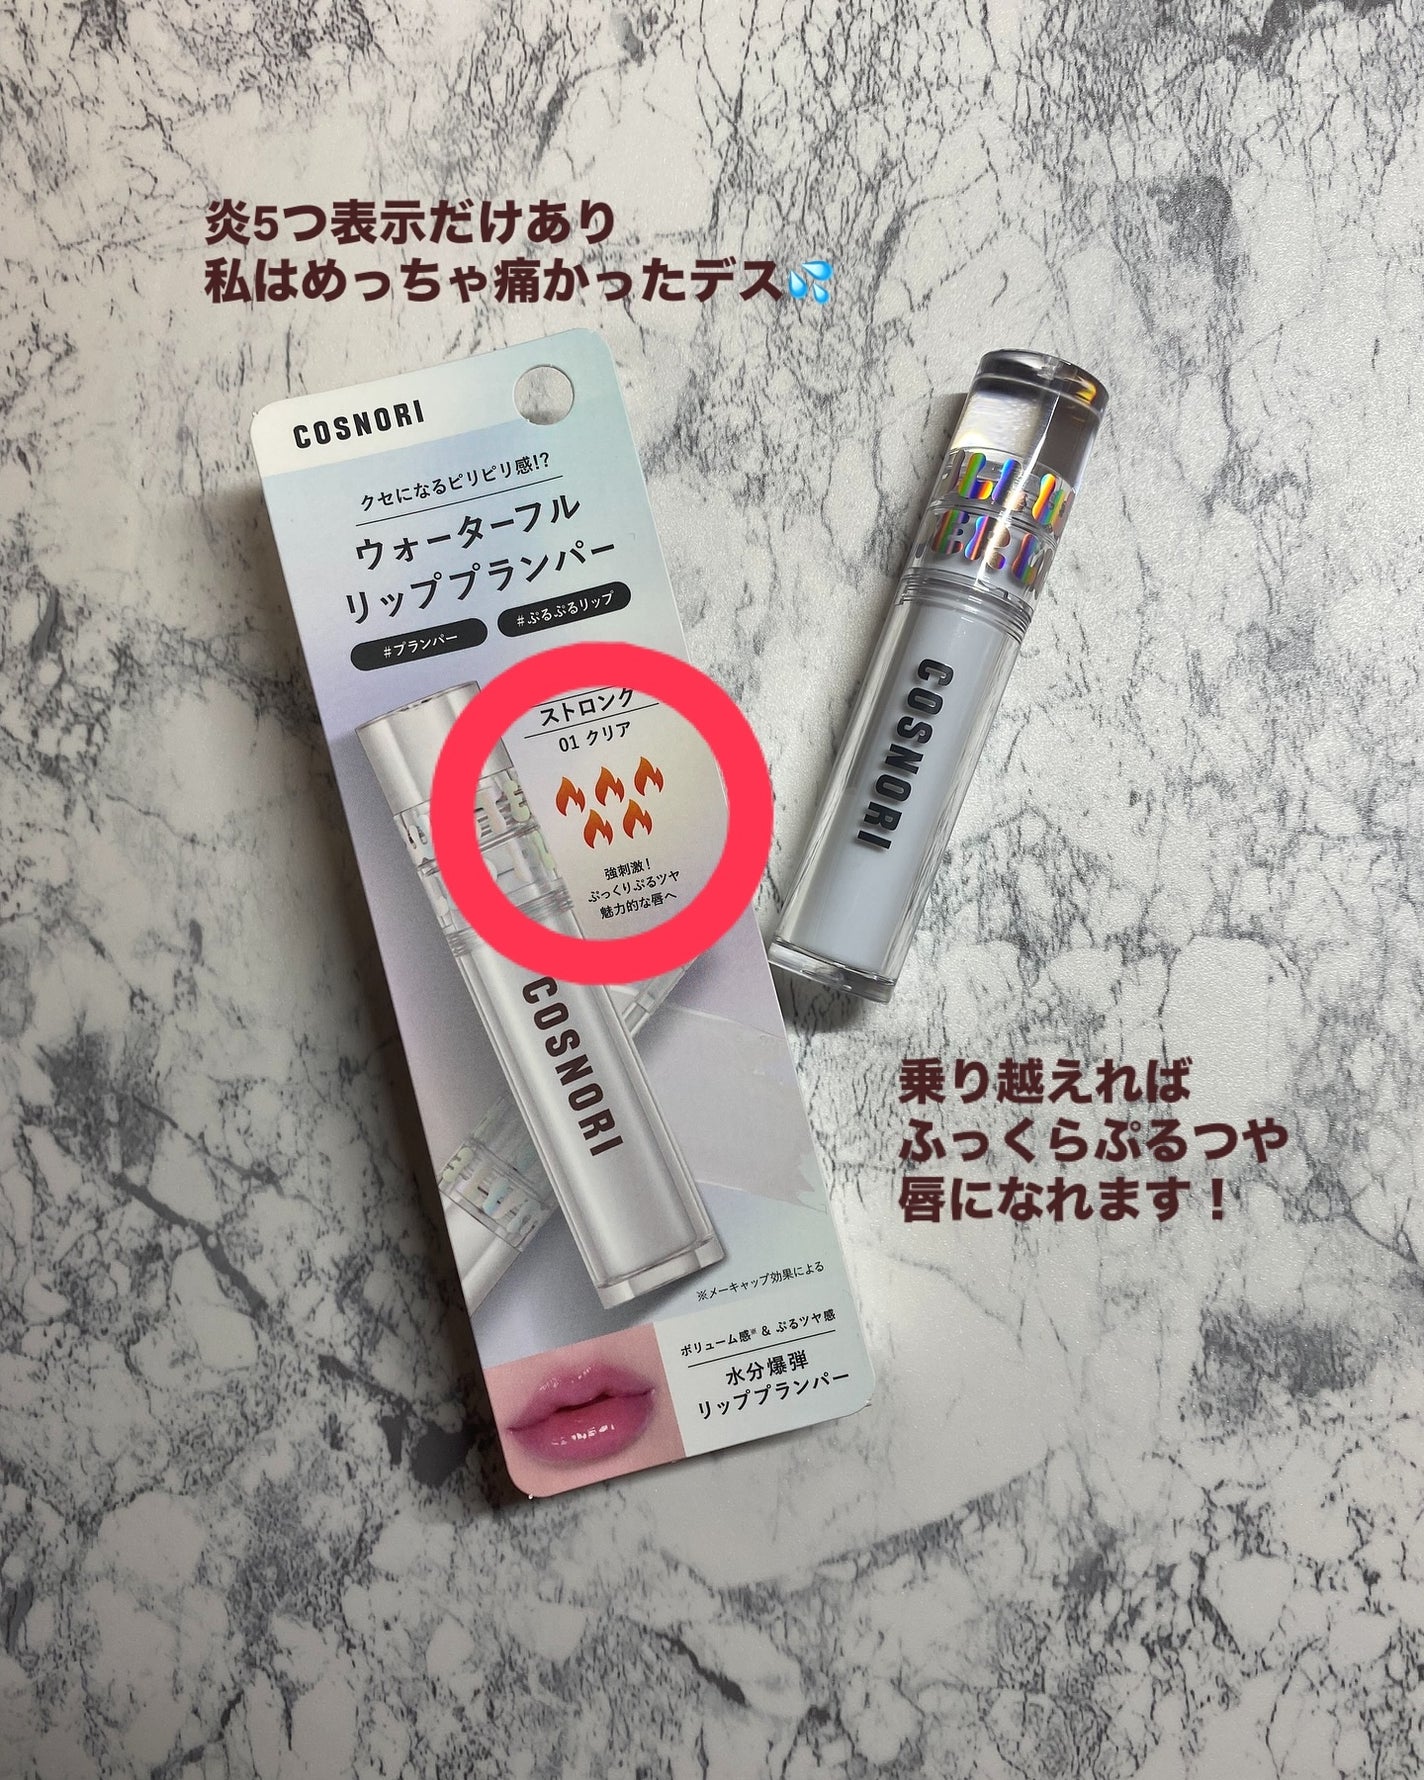 炎5つ表示だけあり
私はめっちゃ痛かったデス💦
COSNORI
クセになるピリピリ感!?
ウォーターフル
リッププランパー
#プランパー
#ぷるぷるリップ
ストロング
01 クリア
強刺激！
ぷっくりぷるツヤ
魅力的な唇へ
COSNORI
COSNORI
乗り越えれば
ふっくらぷるつや
唇になれます！
※メーキャップ効果による
ボリューム感※ & ぷるツヤ感
水分爆弾
リッププランパー